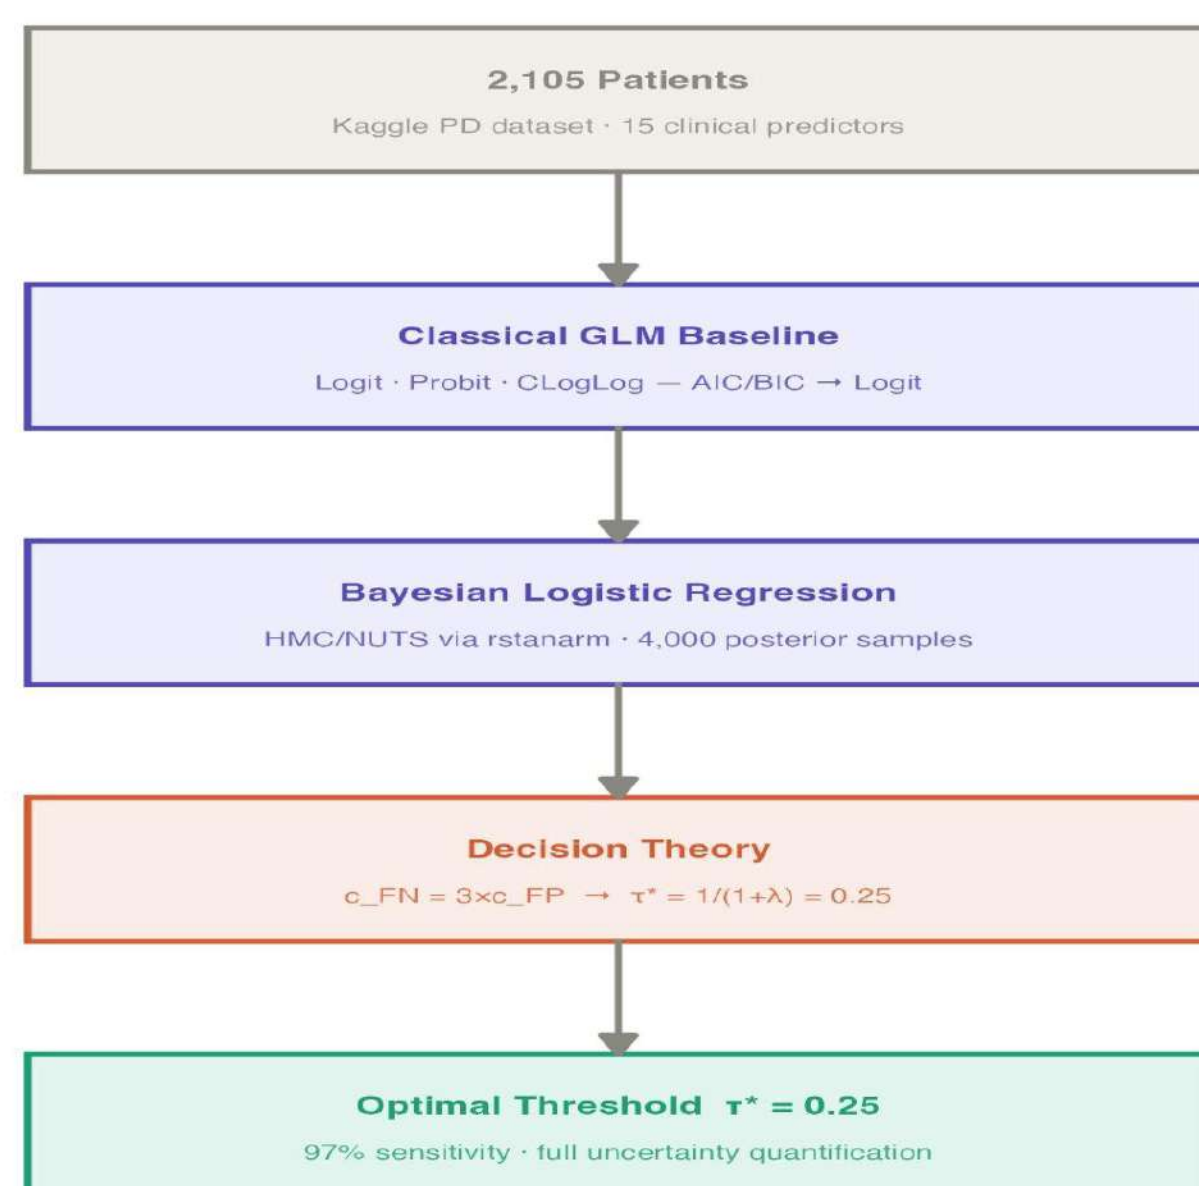 2,105 Patients
Kaggle PD dataset · 15 clinical predictors
Classical GLM Baseline
Logit · Probit · CLogLog — AIC/BIC → Logit
Bayesian Logistic Regression
HMC/NUTS via rstanarm · 4,000 posterior samples
Decision Theory
c_FN = 3×c_FP → τ* = 1/(1+λ) = 0.25
Optimal Threshold τ* = 0.25
97% sensitivity · full uncertainty quantification